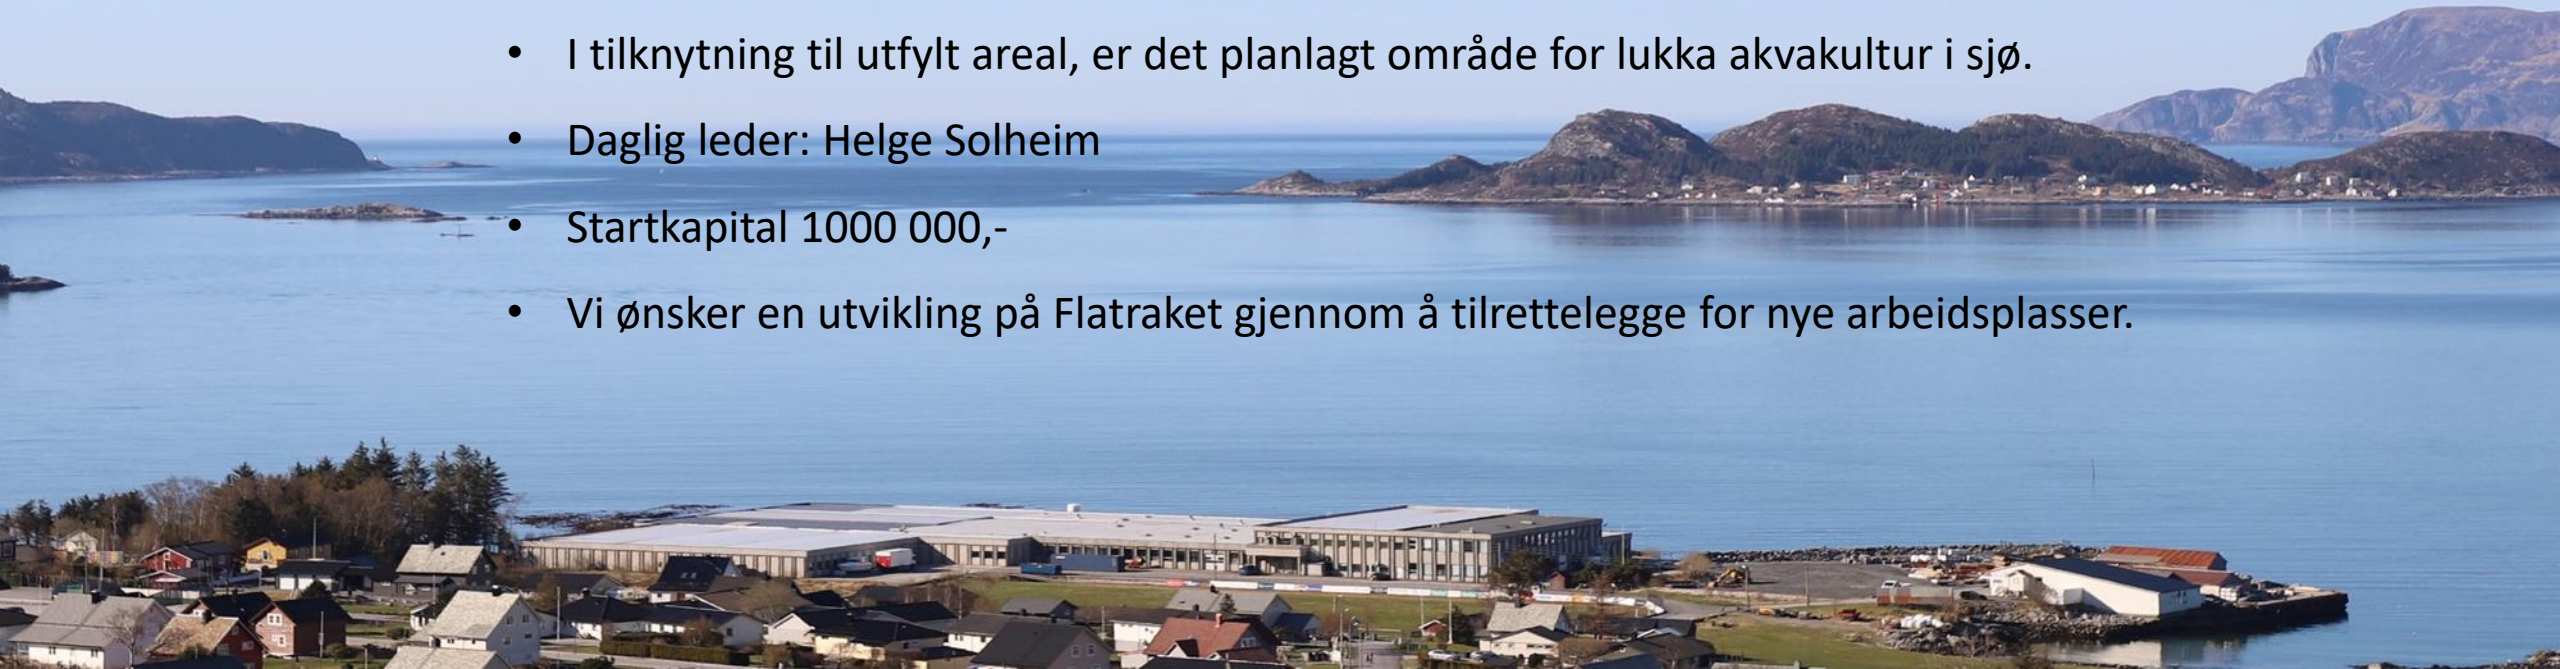 • I tilknytning til utfylt areal, er det planlagt område for lukka akvakultur i sjø.
• Daglig leder: Helge Solheim
• Startkapital 1000 000,-
• Vi ønsker en utvikling på Flatraket gjennom å tilrettelegge for nye arbeidsplasser.